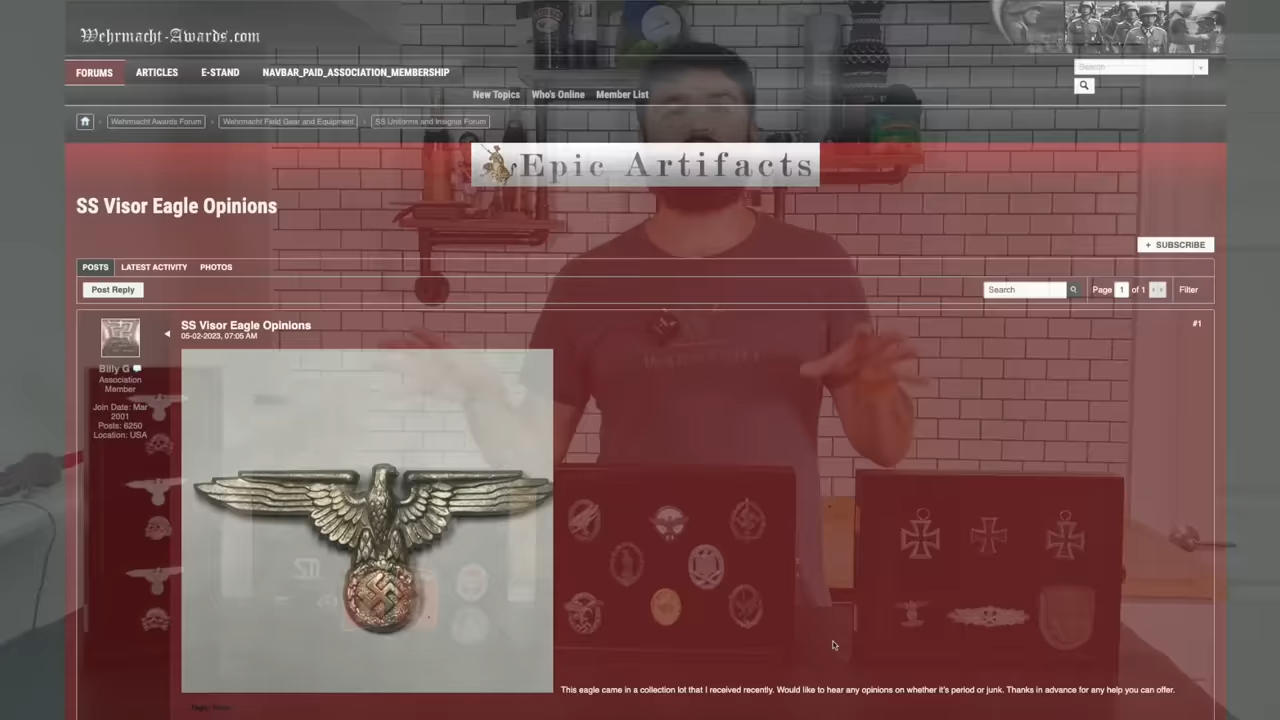 Wehrmacht-Awards.com
FORUMS ARTICLES E-STAND NAVBAR_PAID_ASSOCIATION_MEMBERSHIP
Search
New Topics Who's Online Member List
Wehrmacht Awards Forum Wehrmacht Field Gear and Equipment SS Uniforms and Insignia Forum
Epic Artifacts
SS Visor Eagle Opinions
+ SUBSCRIBE
POSTS LATEST ACTIVITY PHOTOS
Post Reply
Search Page 1 of 1 Filter
SS Visor Eagle Opinions #1
05-02-2023, 07:05 AM
Billy G
Association
Member
Join Date: Mar
2001
Posts: 6250
Location: USA
This eagle came in a collection lot that I received recently. Would like to hear any opinions on whether it's period or junk. Thanks in advance for any help you can offer.